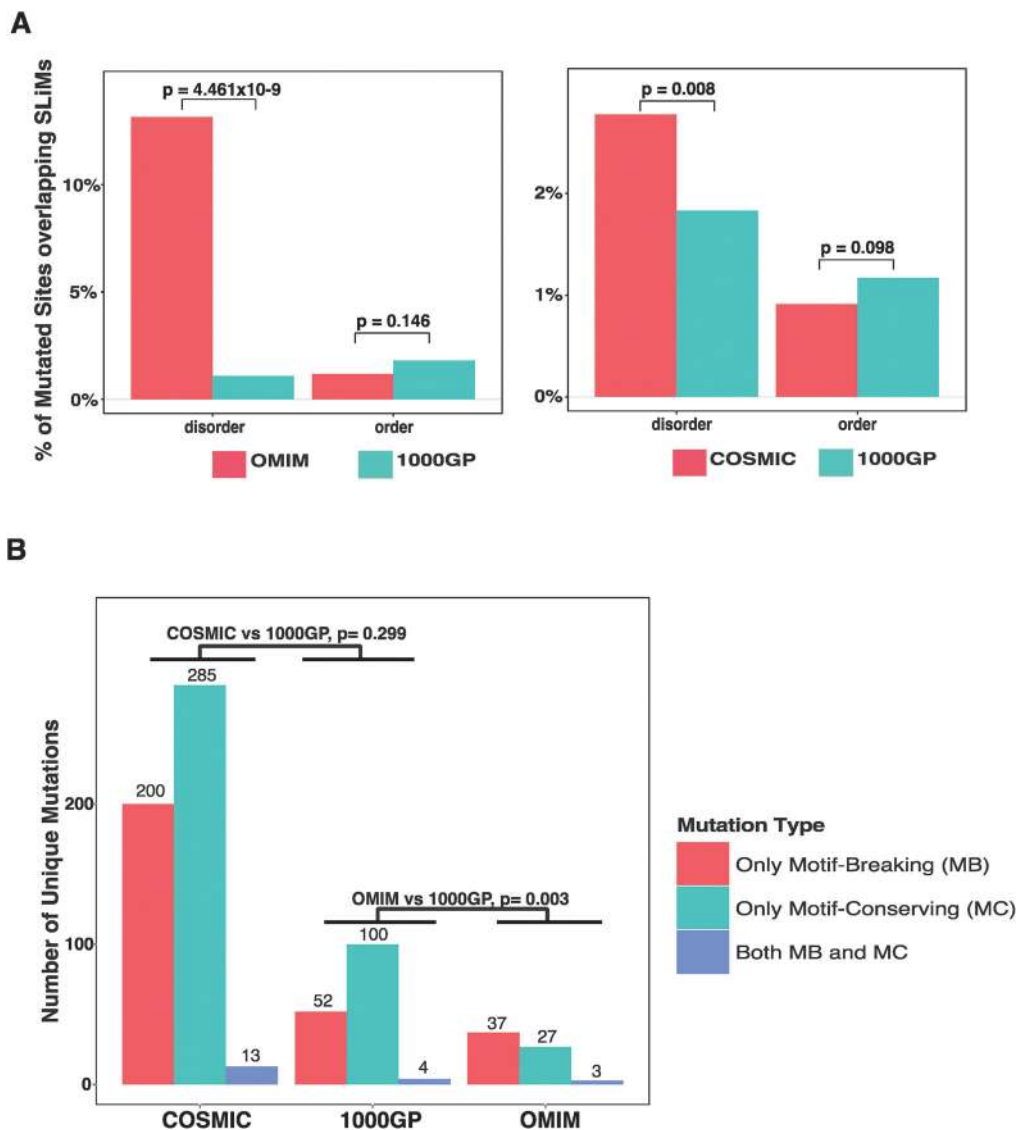 A
% of Mutated Sites overlapping SLiMs
p = 4.461x10-9
10%
5%
0%
p = 0.146
disorder
order
OMIM
1000GP
p = 0.008
2%
1%
0%
p = 0.098
disorder
order
COSMIC
1000GP
B
Number of Unique Mutations
COSMIC vs 1000GP, p= 0.299
285
200
200
13
OMIM vs 1000GP, p= 0.003
100
100
52
4
37
27
3
0
COSMIC
1000GP
OMIM
Mutation Type
Only Motif-Breaking (MB)
Only Motif-Conserving (MC)
Both MB and MC